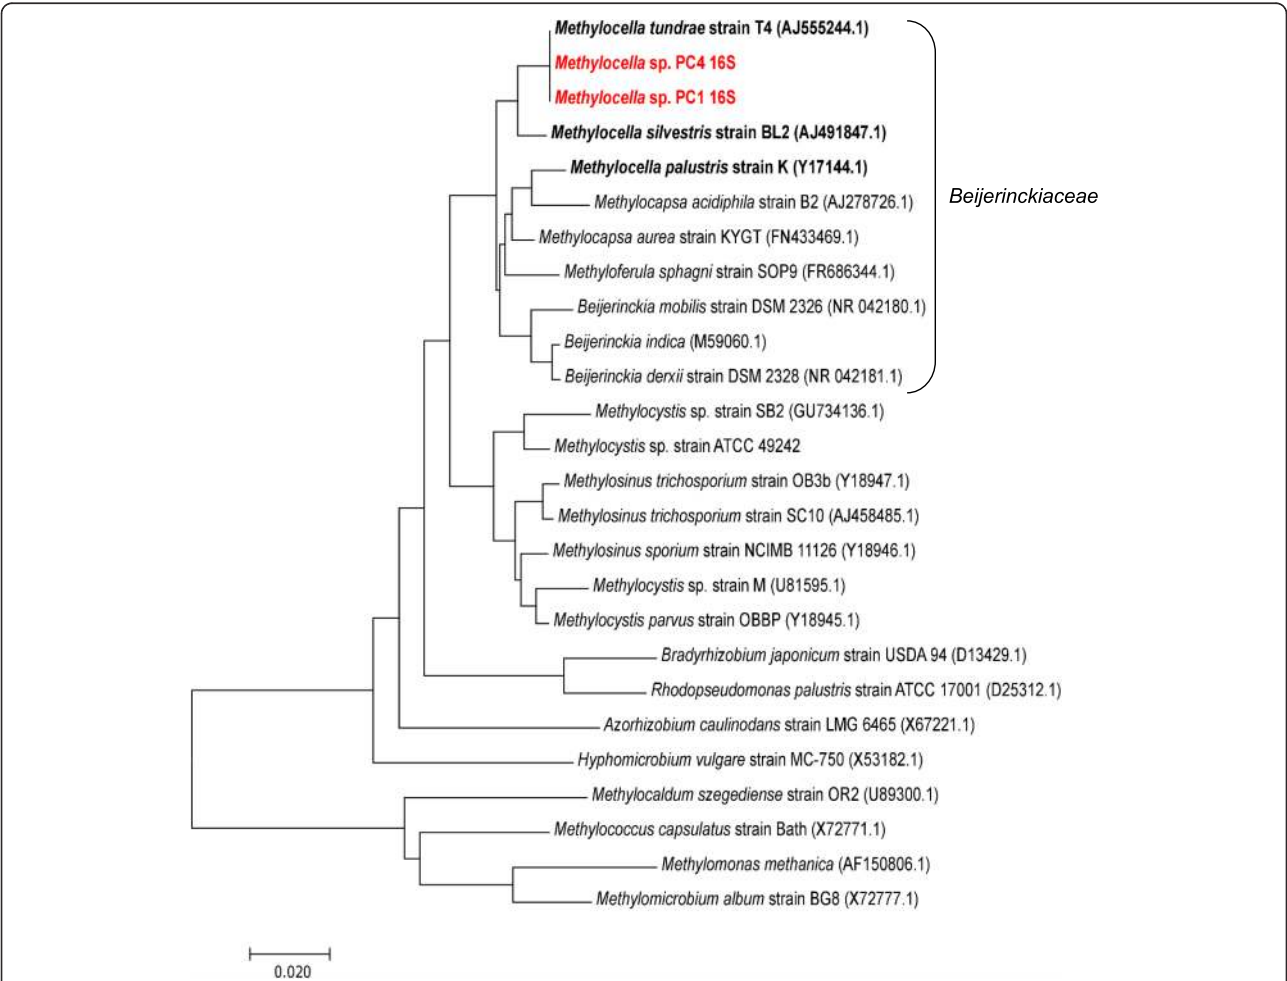 Methylocella tundrae strain T4 (AJ555244.1)
Methylocella sp. PC4 16S
Methylocella sp. PC1 16S
Methylocella silvestris strain BL2 (AJ491847.1)
Methylocella palustris strain K (Y17144.1)
Beijerinckiaceae
Methylocapsa acidiphila strain B2 (AJ278726.1)
Methylocapsa aurea strain KYGT (FN433469.1)
Methyloferula sphagni strain SOP9 (FR686344.1)
Beijerinckia mobilis strain DSM 2326 (NR 042180.1)
Beijerinckia indica (M59060.1)
Beijerinckia derxii strain DSM 2328 (NR 042181.1)
Methylocystis sp. strain SB2 (GU734136.1)
Methylocystis sp. strain ATCC 49242
Methylosinus trichosporium strain OB3b (Y18947.1)
Methylosinus trichosporium strain SC10 (AJ458485.1)
Methylosinus sporium strain NCIMB 11126 (Y18946.1)
Methylocystis sp. strain M (U81595.1)
Methylocystis parvus strain OBBP (Y18945.1)
Bradyrhizobium japonicum strain USDA 94 (D13429.1)
Rhodopseudomonas palustris strain ATCC 17001 (D25312.1)
Azorhizobium caulinodans strain LMG 6465 (X67221.1)
Hyphomicrobium vulgare strain MC-750 (X53182.1)
Methylocaldum szegediense strain OR2 (U89300.1)
Methylococcus capsulatus strain Bath (X72771.1)
Methylomonas methanica (AF150806.1)
Methylomicrobium album strain BG8 (X72777.1)
0.020